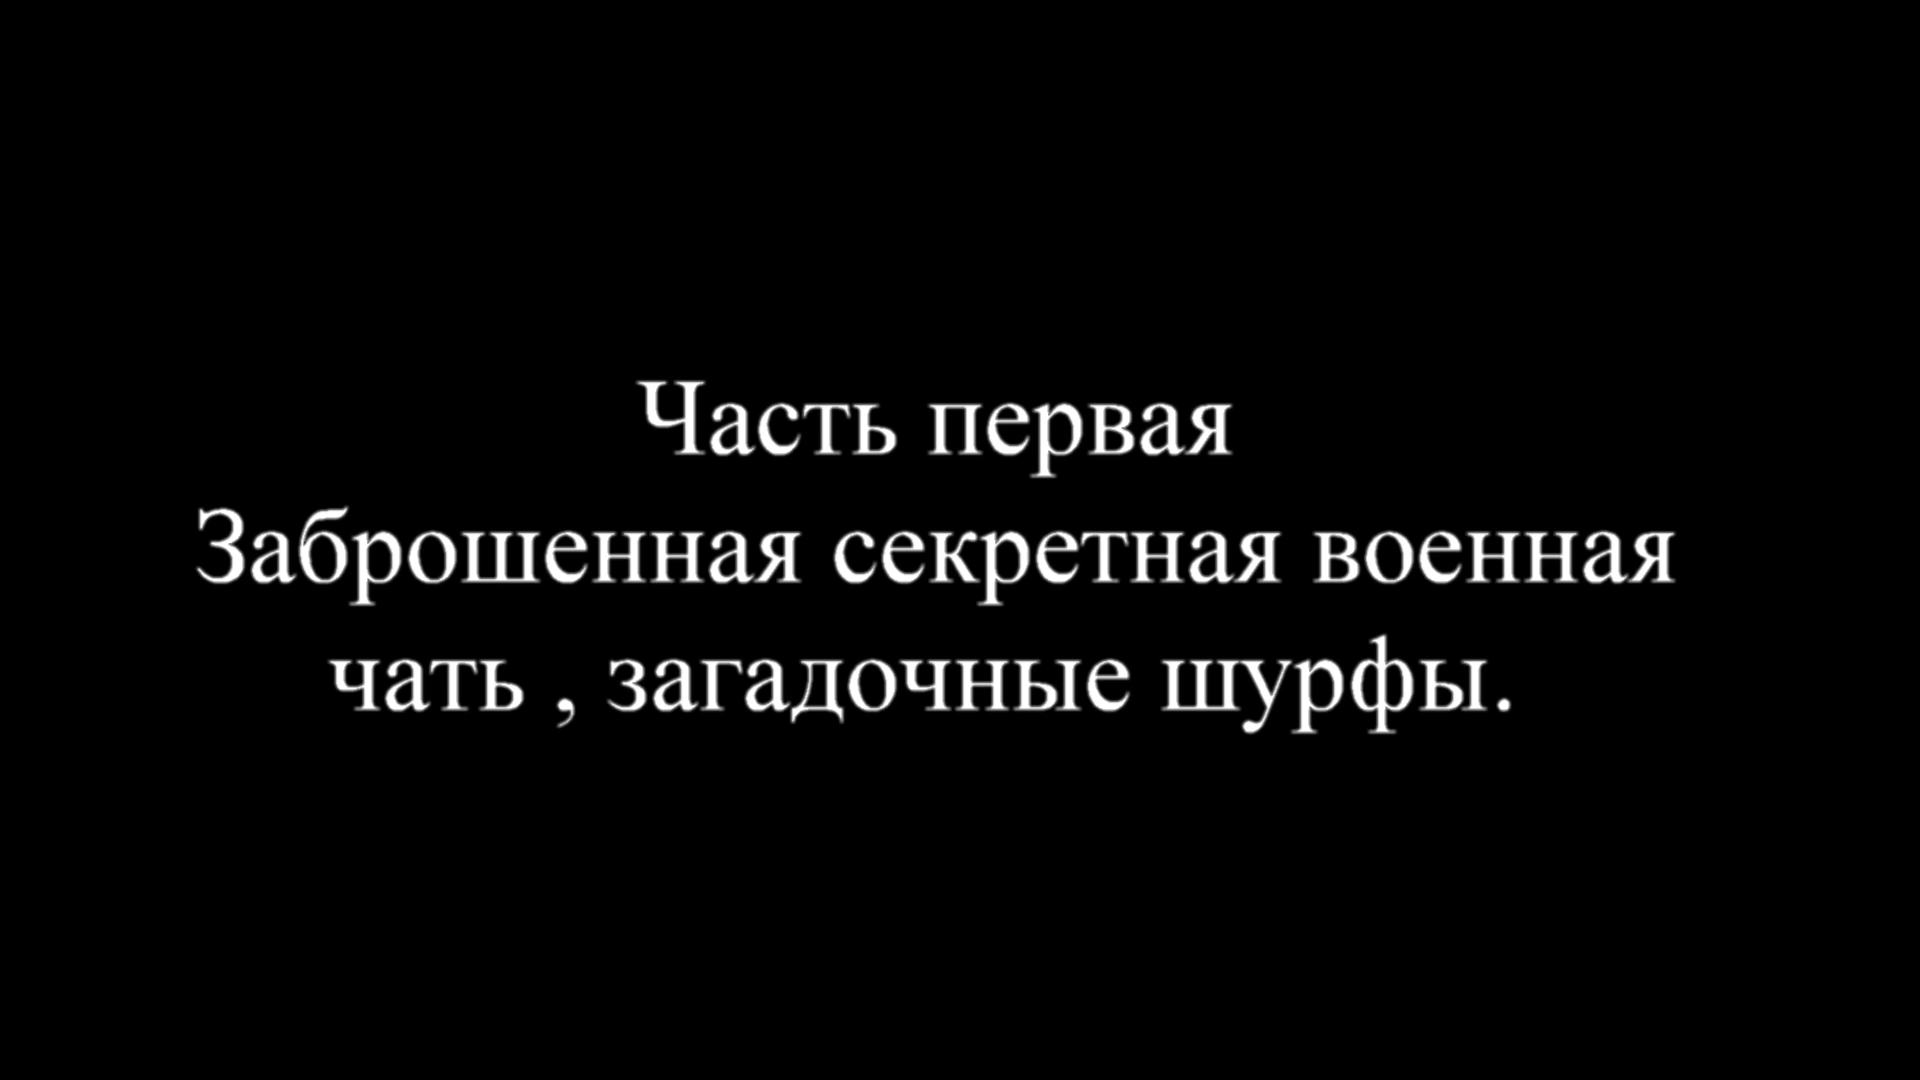 Часть первая
Заброшенная секретная военная
чать , загадочные шурфы.